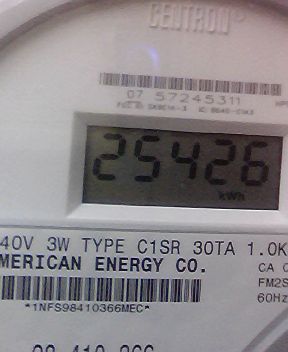 CENTRON®
07 57245311
25426
kWh
40V 3W TYPE C1SR 30TA 1.0K
MERICAN ENERGY CO.
CA 0
FM2S
60Hz
*1NFS98410366MEC*